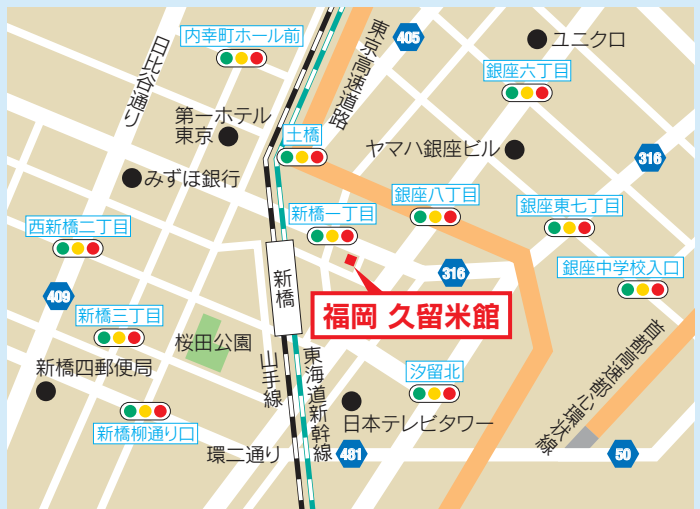 内幸町ホール前
日比谷通り
東京高速道路
405
ユニクロ
銀座六丁目
第一ホテル
東京
土橋
ヤマハ銀座ビル
316
みずほ銀行
銀座八丁目
銀座東七丁目
西新橋二丁目
新橋一丁目
新橋
316
銀座中学校入口
409
新橋三丁目
福岡 久留米館
桜田公園
首都高速都心環状線
新橋四郵便局
山手線
東海道新幹線
汐留北
新橋柳通り口
日本テレビタワー
環二通り
481
50